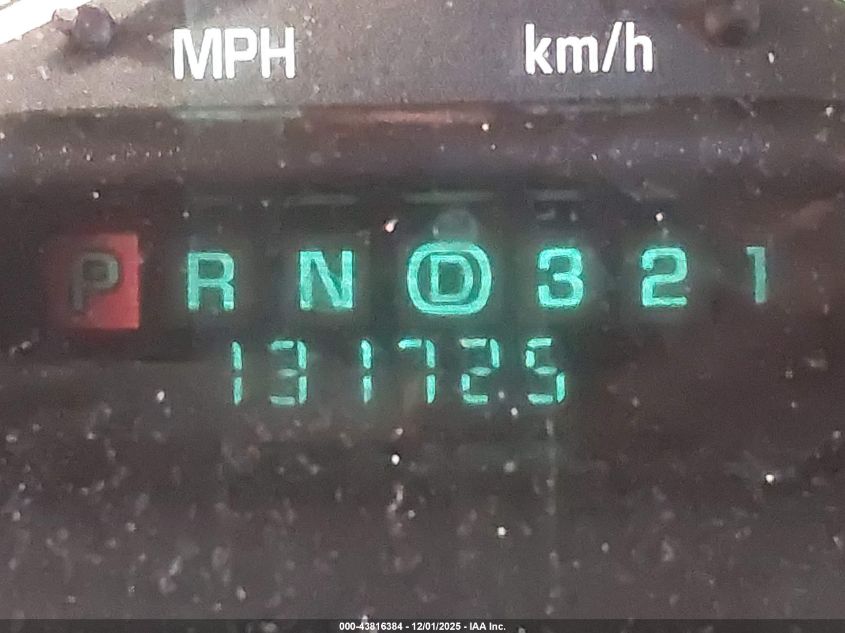 MPH km/h
P R N D 3 2 1
131725
000-43816384 - 12/01/2025 - IAA Inc.